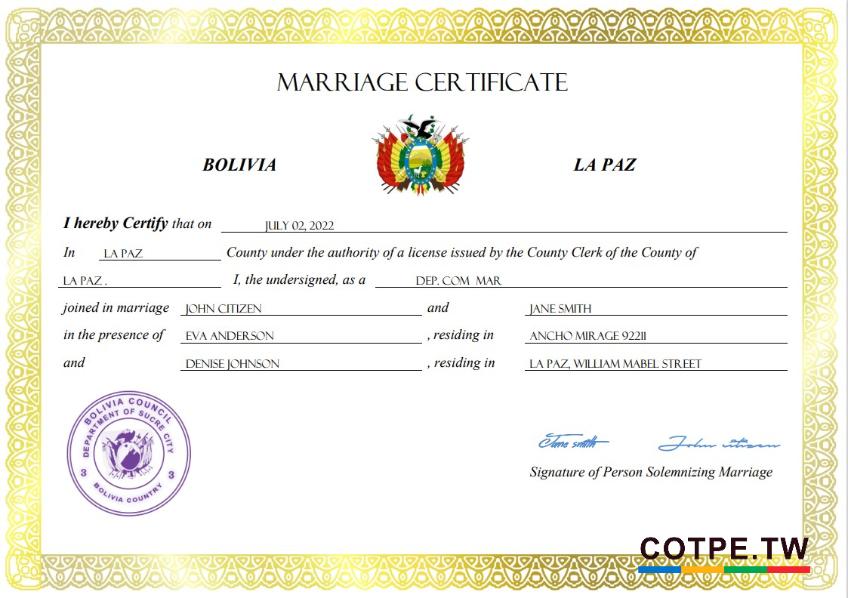 MARRIAGE CERTIFICATE
BOLIVIA LA PAZ
I hereby Certify that on JULY 02, 2022
In LA PAZ County under the authority of a license issued by the County Clerk of the County of
LA PAZ . I, the undersigned, as a DEP. COM MAR
joined in marriage JOHN CITIZEN and JANE SMITH
in the presence of EVA ANDERSON , residing in ANCHO MIRAGE 92211
and DENISE JOHNSON , residing in LA PAZ, WILLIAM MABEL STREET
BOLIVIA COUNCIL
DEPARTMENT OF SUCRE CITY
3 3
BOLIVIA COUNTRY
Jane smith John citizen
Signature of Person Solemnizing Marriage
COTPE.TW